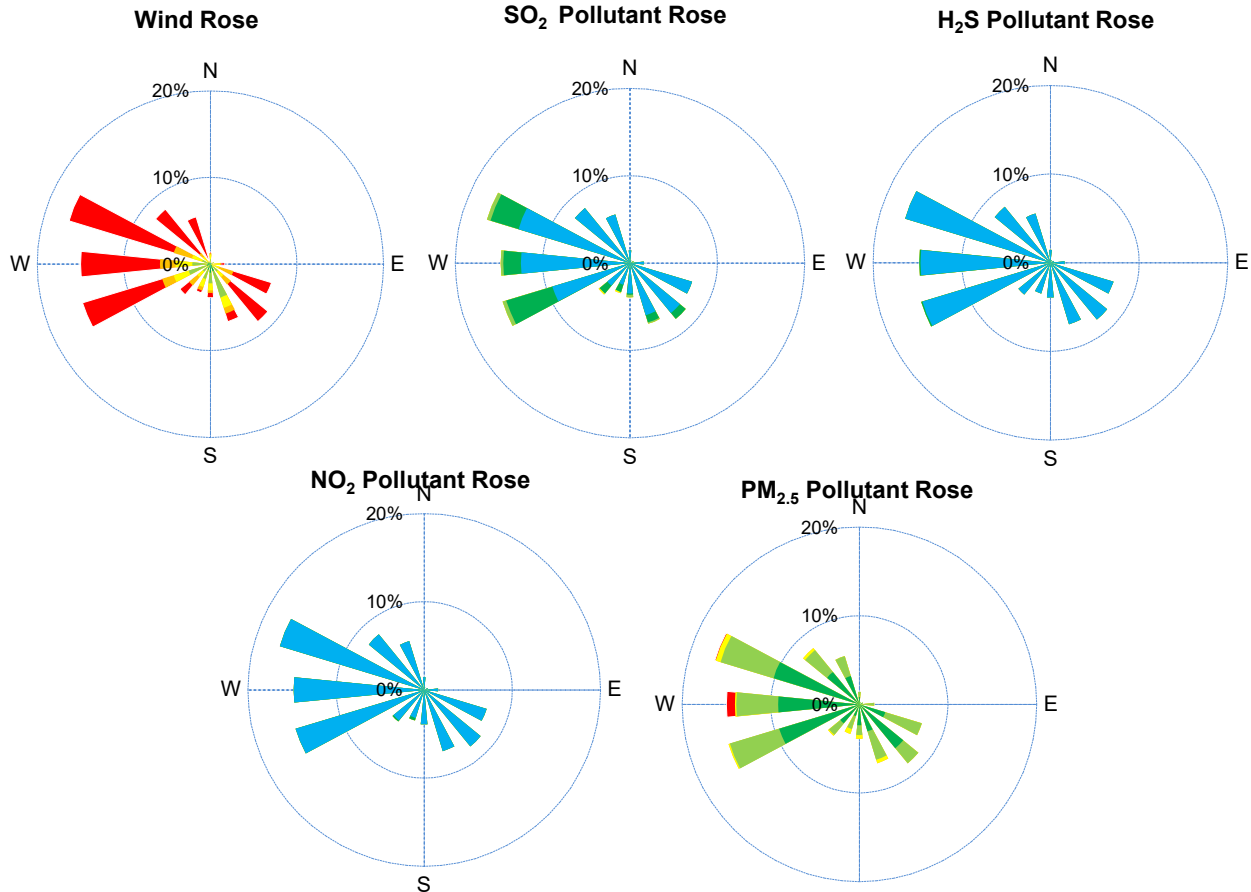 Wind Rose
N
20%
10%
W
0%
E
S
SO₂ Pollutant Rose
N
20%
10%
W
0%
E
S
H₂S Pollutant Rose
N
20%
10%
W
0%
E
S
NO₂ Pollutant Rose
N
20%
10%
W
0%
E
S
PM₂.₅ Pollutant Rose
N
20%
10%
W
0%
E